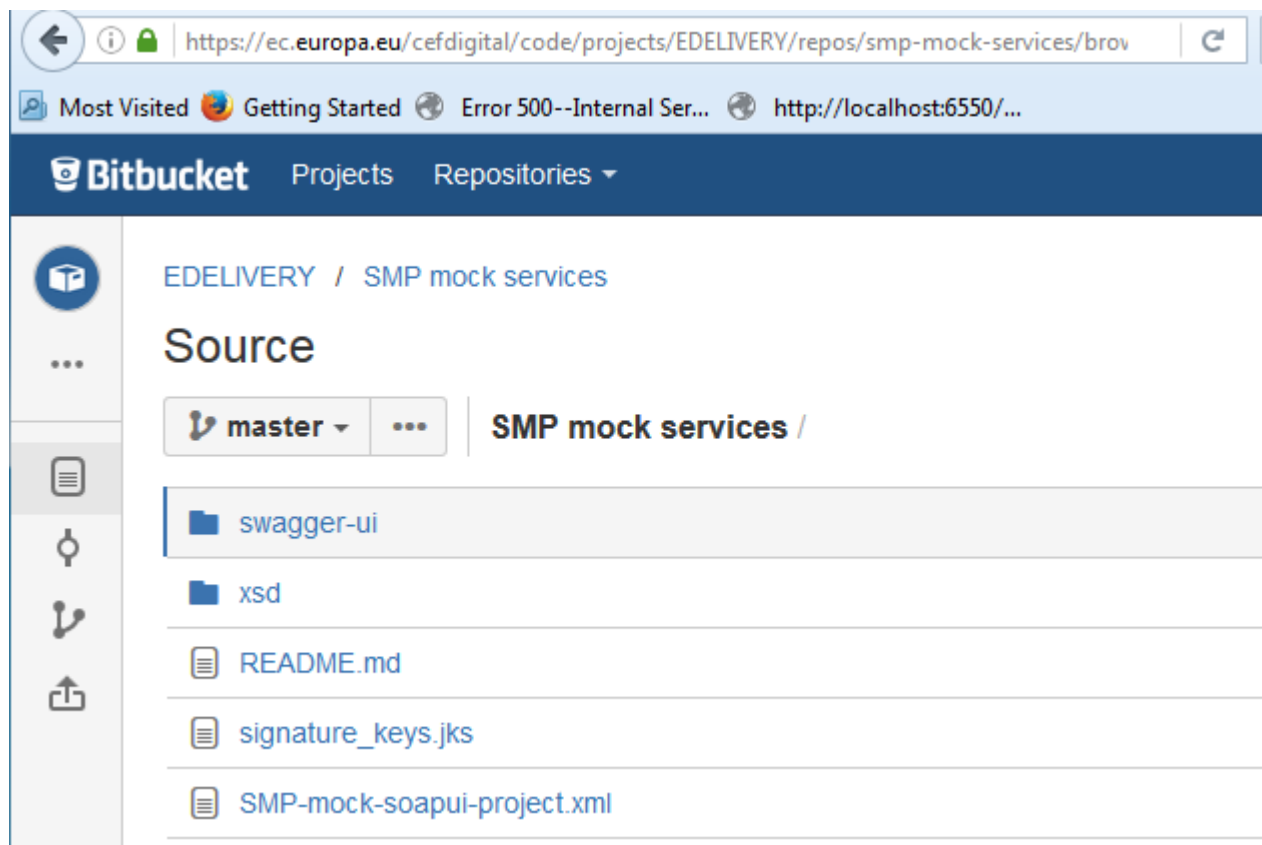 https://ec.europa.eu/cefdigital/code/projects/EDELIVERY/repos/smp-mock-services/brow
Most Visited Getting Started Error 500--Internal Ser... http://localhost:6550/...
Bitbucket Projects Repositories
EDELIVERY / SMP mock services
Source
master ... SMP mock services /
swagger-ui
xsd
README.md
signature_keys.jks
SMP-mock-soapui-project.xml